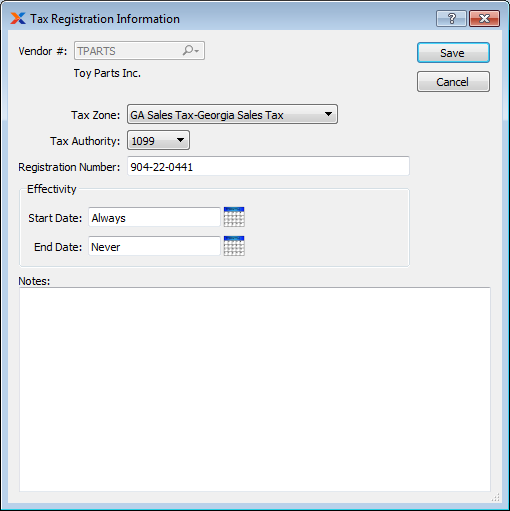 Tax Registration Information
Vendor #: TPARTS
Save
Toy Parts Inc.
Cancel
Tax Zone: GA Sales Tax-Georgia Sales Tax
Tax Authority: 1099
Registration Number: 904-22-0441
Effectivity
Start Date: Always
End Date: Never
Notes: